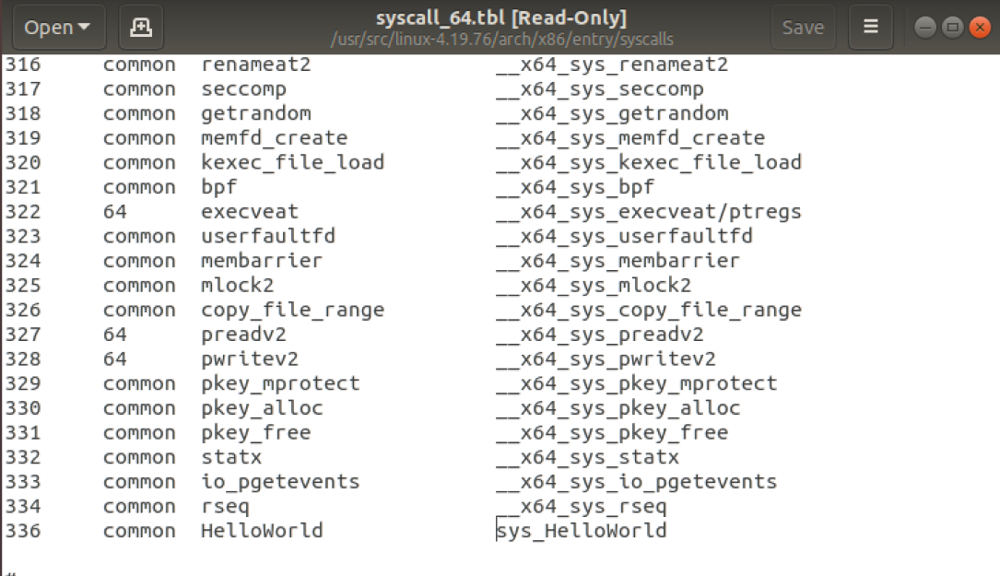 Open
syscall_64.tbl [Read-Only]
/usr/src/linux-4.19.76/arch/x86/entry/syscalls
Save
316 common renameat2 __x64_sys_renameat2
317 common seccomp __x64_sys_seccomp
318 common getrandom __x64_sys_getrandom
319 common memfd_create __x64_sys_memfd_create
320 common kexec_file_load __x64_sys_kexec_file_load
321 common bpf __x64_sys_bpf
322 64 execveat __x64_sys_execveat/ptregs
323 common userfaultfd __x64_sys_userfaultfd
324 common membarrier __x64_sys_membarrier
325 common mlock2 __x64_sys_mlock2
326 common copy_file_range __x64_sys_copy_file_range
327 64 preadv2 __x64_sys_preadv2
328 64 pwritev2 __x64_sys_pwritev2
329 common pkey_mprotect __x64_sys_pkey_mprotect
330 common pkey_alloc __x64_sys_pkey_alloc
331 common pkey_free __x64_sys_pkey_free
332 common statx __x64_sys_statx
333 common io_pgetevents __x64_sys_io_pgetevents
334 common rseq __x64_sys_rseq
336 common HelloWorld sys_HelloWorld
#